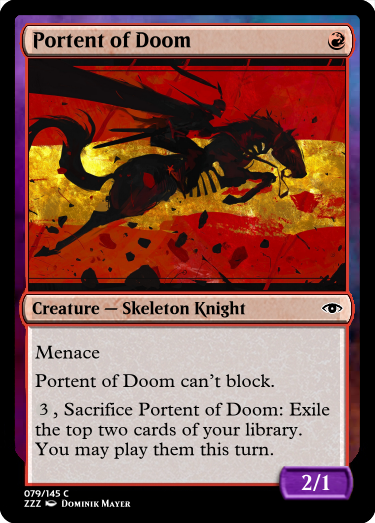 Portent of Doom
Creature — Skeleton Knight
Menace
Portent of Doom can't block.
3 , Sacrifice Portent of Doom: Exile
the top two cards of your library.
You may play them this turn.
2/1
079/145 C
ZZZ Dominik Mayer